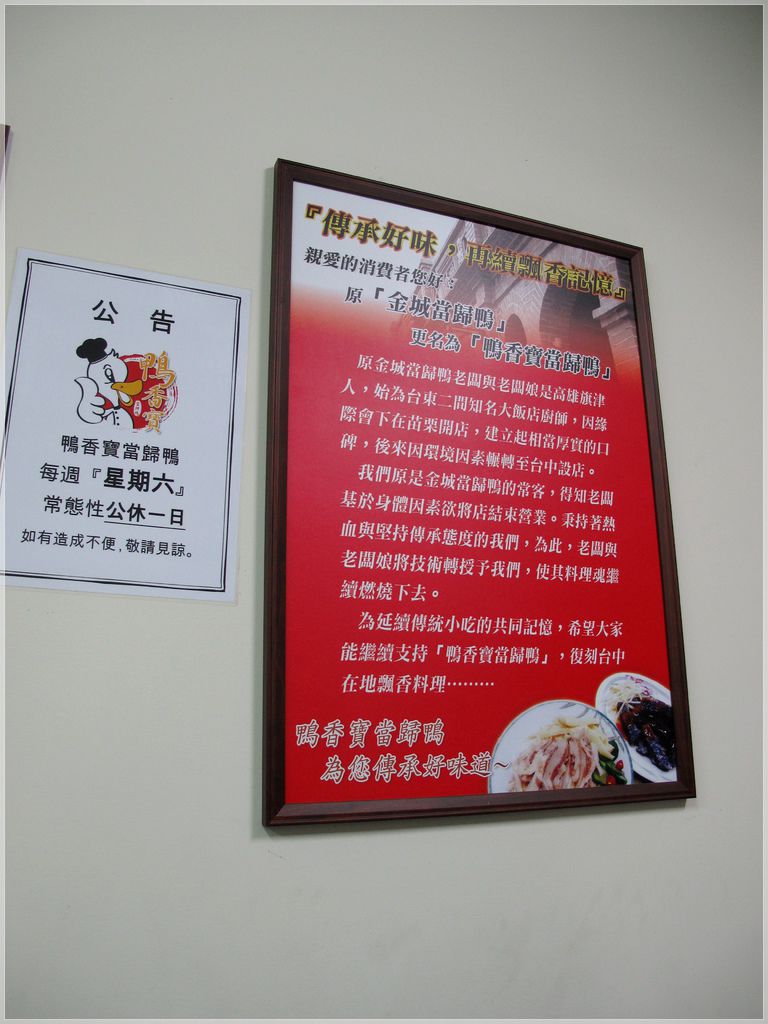 公 告
鴨香寶
鴨香寶當歸鴨
每週『星期六』
常態性公休一日
如有造成不便,敬請見諒。
『傳承好味,再續飄香記憶』
親愛的消費者您好:
原「金城當歸鴨」
更名為「鴨香寶當歸鴨」
原金城當歸鴨老闆與老闆娘是高雄旗津
人,始為台東二間知名大飯店廚師,因緣
際會下在苗栗開店,建立起相當厚實的口
碑,後來因環境因素輾轉至台中設店。
我們原是金城當歸鴨的常客,得知老闆
基於身體因素欲將店結束營業。秉持著熱
血與堅持傳承態度的我們,為此,老闆與
老闆娘將技術轉授予我們,使其料理魂繼
續燃燒下去。
為延續傳統小吃的共同記憶,希望大家
能繼續支持「鴨香寶當歸鴨」,復刻台中
在地飄香料理………
鴨香寶當歸鴨
為您傳承好味道~